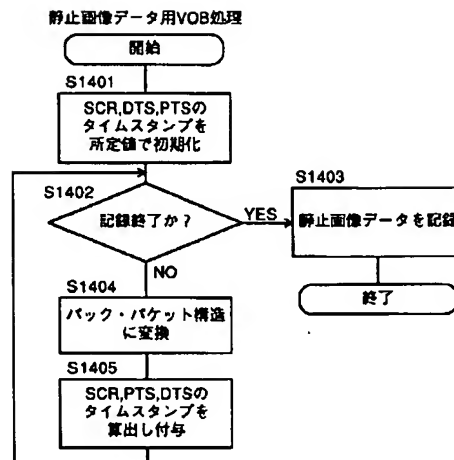 静止画像データ用VOB処理
開始
S1401
SCR,DTS,PTSの
タイムスタンプを
所定値で初期化
S1402
記録終了か?
YES
S1403
静止画像データを記録
NO
終了
S1404
パック・パケット構造
に変換
S1405
SCR,PTS,DTSの
タイムスタンプを
算出し付与